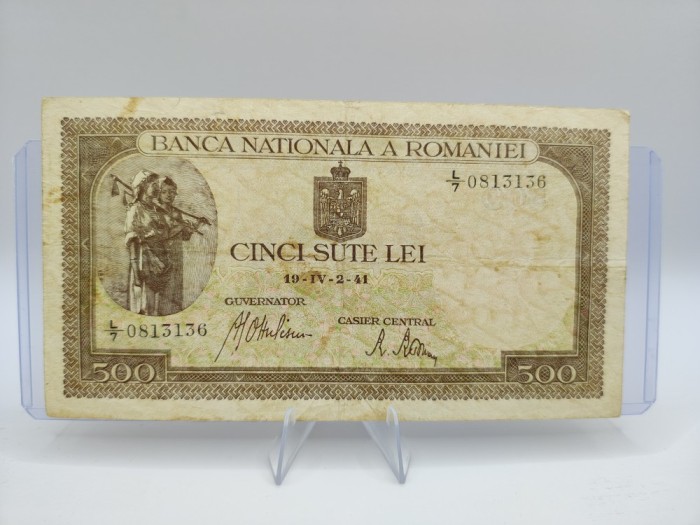 BANCA NATIONALA A ROMANIEI
L/7 0813136
CINCI SUTE LEI
19-IV-2-41
GUVERNATOR
CASIER CENTRAL
L/7 0813136
500
500